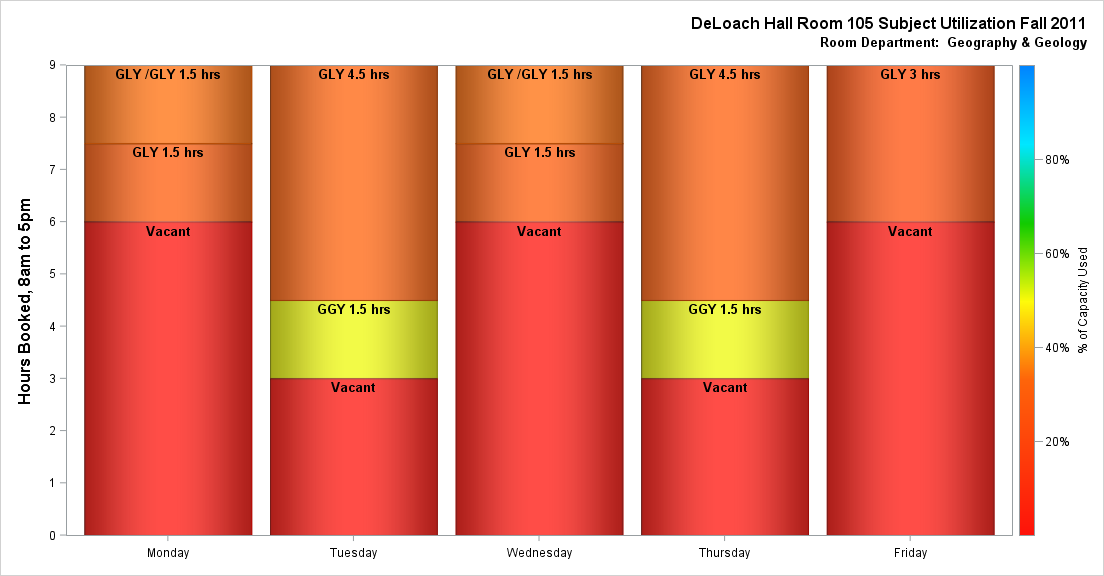 DeLoach Hall Room 105 Subject Utilization Fall 2011
Room Department: Geography & Geology
Hours Booked, 8am to 5pm
9
8
7
6
5
4
3
2
1
0
GLY /GLY 1.5 hrs
GLY 1.5 hrs
Vacant
GLY 4.5 hrs
GGY 1.5 hrs
Vacant
GLY /GLY 1.5 hrs
GLY 1.5 hrs
Vacant
GLY 4.5 hrs
GGY 1.5 hrs
Vacant
GLY 3 hrs
Vacant
Monday
Tuesday
Wednesday
Thursday
Friday
80%
60%
40%
20%
% of Capacity Used